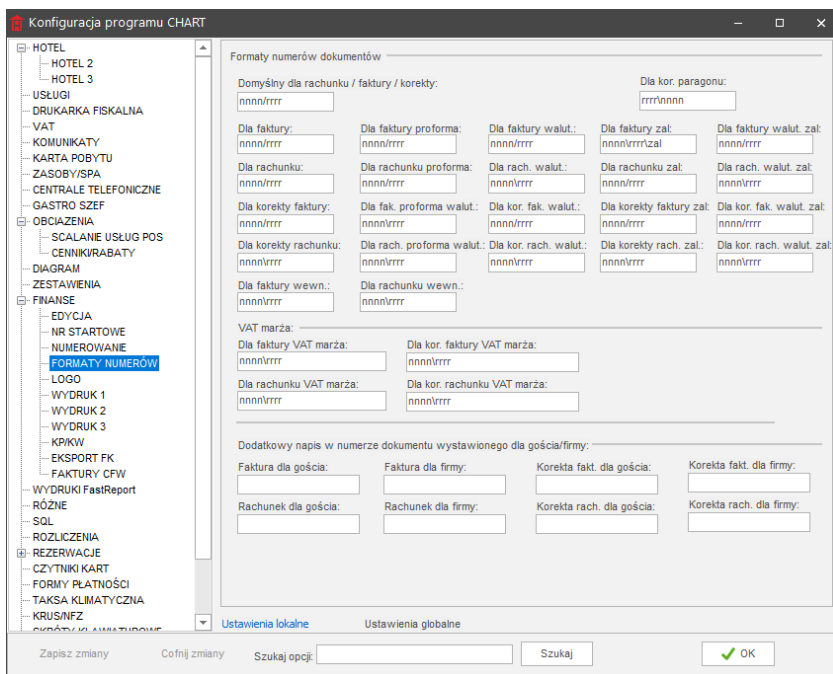 Konfiguracja programu CHART
HOTEL
HOTEL 2
HOTEL 3
USŁUGI
DRUKARKA FISKALNA
VAT
KOMUNIKATY
KARTA POBYTU
ZASOBY/SPA
CENTRALE TELEFONICZNE
GASTRO SZEF
OBCIAZENIA
SCALANIE USŁUG POS
CENNIKI/RABATY
DIAGRAM
ZESTAWIENIA
FINANSE
EDYCJA
NR STARTOWE
NUMEROWANIE
FORMATY NUMERÓW
LOGO
WYDRUK 1
WYDRUK 2
WYDRUK 3
KP/KW
EKSPORT FK
FAKTURY CFW
WYDRUKI FastReport
RÓŻNE
SQL
ROZLICZENIA
REZERWACJE
CZYTNIKI KART
FORMY PŁATNOŚCI
TAKSA KLIMATYCZNA
KRUS/NFZ
SKRÓTY KLAWIATUROWE
Formaty numerów dokumentów
Domyślny dla rachunku / faktury / korekty: Dla kor. paragonu:
nnnn/rrrr rrrr\nnnn
Dla faktury: Dla faktury proforma: Dla faktury walut.: Dla faktury zal: Dla faktury walut. zal:
nnnn/rrrr nnnn/rrrr nnnn/rrrr nnnn\rrrr\zal nnnn/rrrr
Dla rachunku: Dla rachunku proforma: Dla rach. walut.: Dla rachunku zal: Dla rach. walut. zal:
nnnn/rrrr nnnn/rrrr nnnn\rrrr nnnn/rrrr nnnn\rrrr
Dla korekty faktury: Dla fak. proforma walut.: Dla kor. fak. walut.: Dla korekty faktury zal: Dla kor. fak. walut. zal:
nnnn/rrrr nnnn\rrrr nnnn/rrrr nnnn/rrrr nnnn\rrrr
Dla korekty rachunku: Dla rach. proforma walut.: Dla kor. rach. walut.: Dla korekty rach. zal.: Dla kor. rach. walut. zal:
nnnn\rrrr nnnn\rrrr nnnn\rrrr nnnn\rrrr nnnn\rrrr
Dla faktury wewn.: Dla rachunku wewn.:
nnnn\rrrr nnnn\rrrr
VAT marża:
Dla faktury VAT marża: Dla kor. faktury VAT marża:
nnnn\rrrr nnnn\rrrr
Dla rachunku VAT marża: Dla kor. rachunku VAT marża:
nnnn\rrrr nnnn\rrrr
Dodatkowy napis w numerze dokumentu wystawionego dla gościa/firmy:
Faktura dla gościa: Faktura dla firmy: Korekta fakt. dla gościa: Korekta fakt. dla firmy:
Rachunek dla gościa: Rachunek dla firmy: Korekta rach. dla gościa: Korekta rach. dla firmy:
Ustawienia lokalne Ustawienia globalne
Zapisz zmiany Cofnij zmiany Szukaj opcji: Szukaj OK